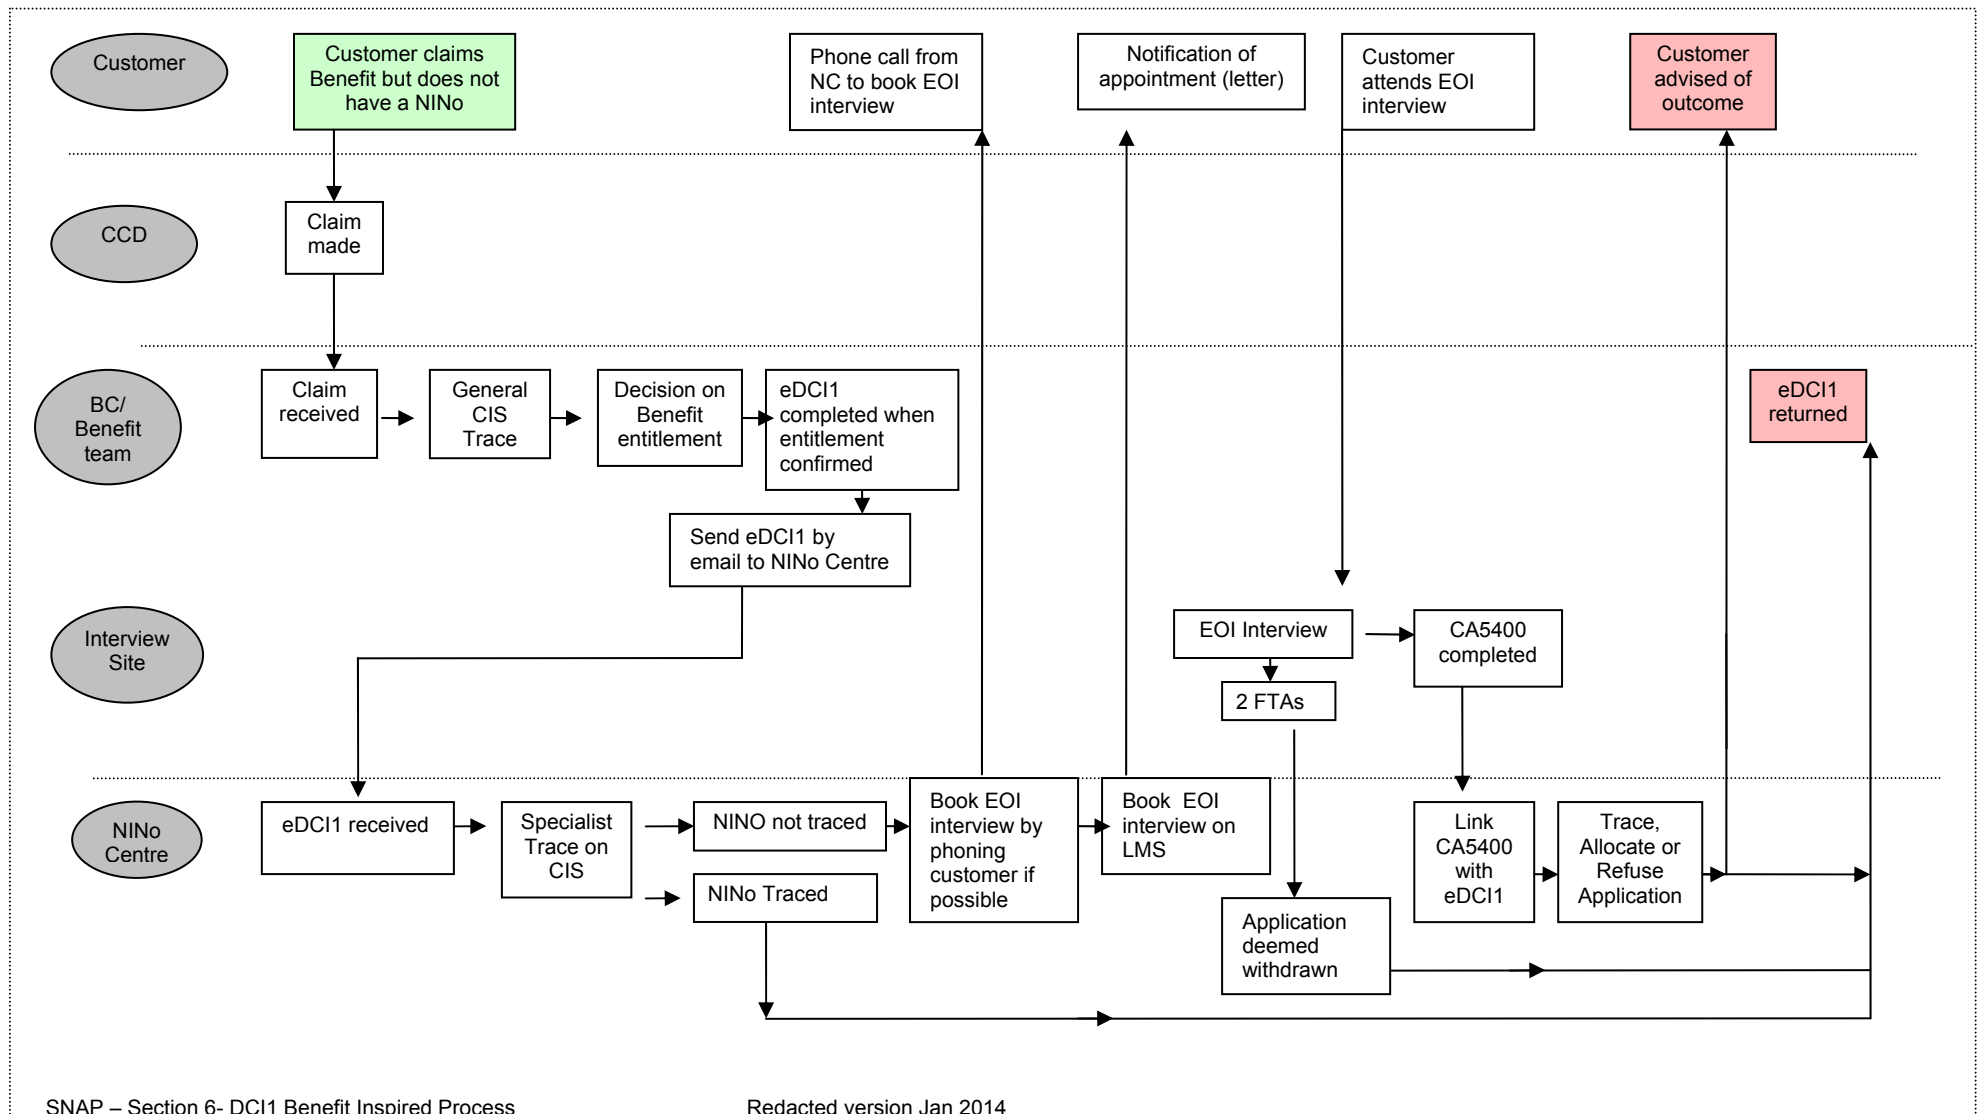 Customer
Customer claims
Benefit but does not
have a NINo
Phone call from
NC to book EOI
interview
Notification of
appointment (letter)
Customer
attends EOI
interview
Customer
advised of
outcome
CCD
Claim
made
BC/
Benefit
team
Claim
received
General
CIS
Trace
Decision on
Benefit
entitlement
eDCI1
completed when
entitlement
confirmed
eDCI1
returned
Send eDCI1 by
email to NINo Centre
Interview
Site
EOI Interview
CA5400
completed
2 FTAs
NINo
Centre
eDCI1 received
Specialist
Trace on
CIS
NINO not traced
NINo Traced
Book EOI
interview by
phoning
customer if
possible
Book EOI
interview on
LMS
Application
deemed
withdrawn
Link
CA5400
with
eDCI1
Trace,
Allocate or
Refuse
Application
SNAP – Section 6- DCI1 Benefit Inspired Process
Redacted version Jan 2014